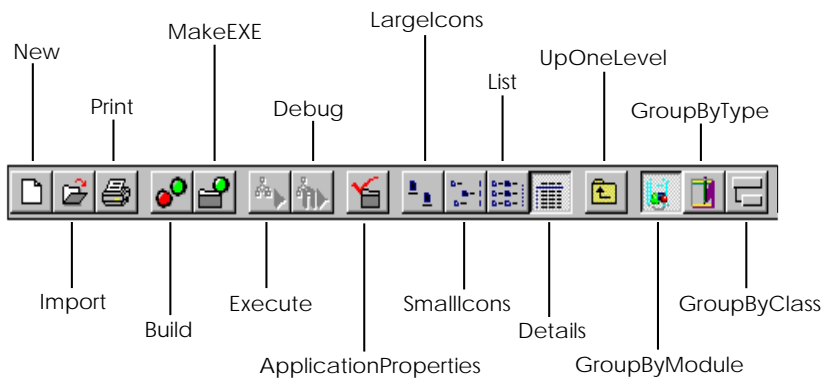 LargeIcons
MakeEXE
UpOneLevel
New
List
Print
Debug
GroupByType
Import
Execute
SmallIcons
GroupByClass
Build
Details
ApplicationProperties
GroupByModule